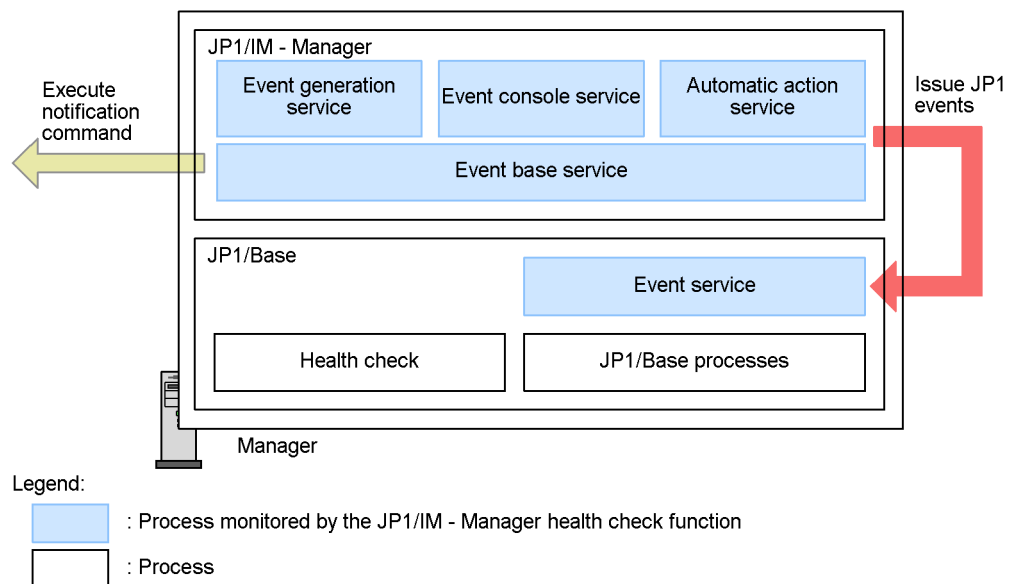 JP1/IM - Manager
Event generation
service
Event console service
Automatic action
service
Event base service
Execute
notification
command
Issue JP1
events
JP1/Base
Event service
Health check
JP1/Base processes
Manager
Legend:
: Process monitored by the JP1/IM - Manager health check function
: Process